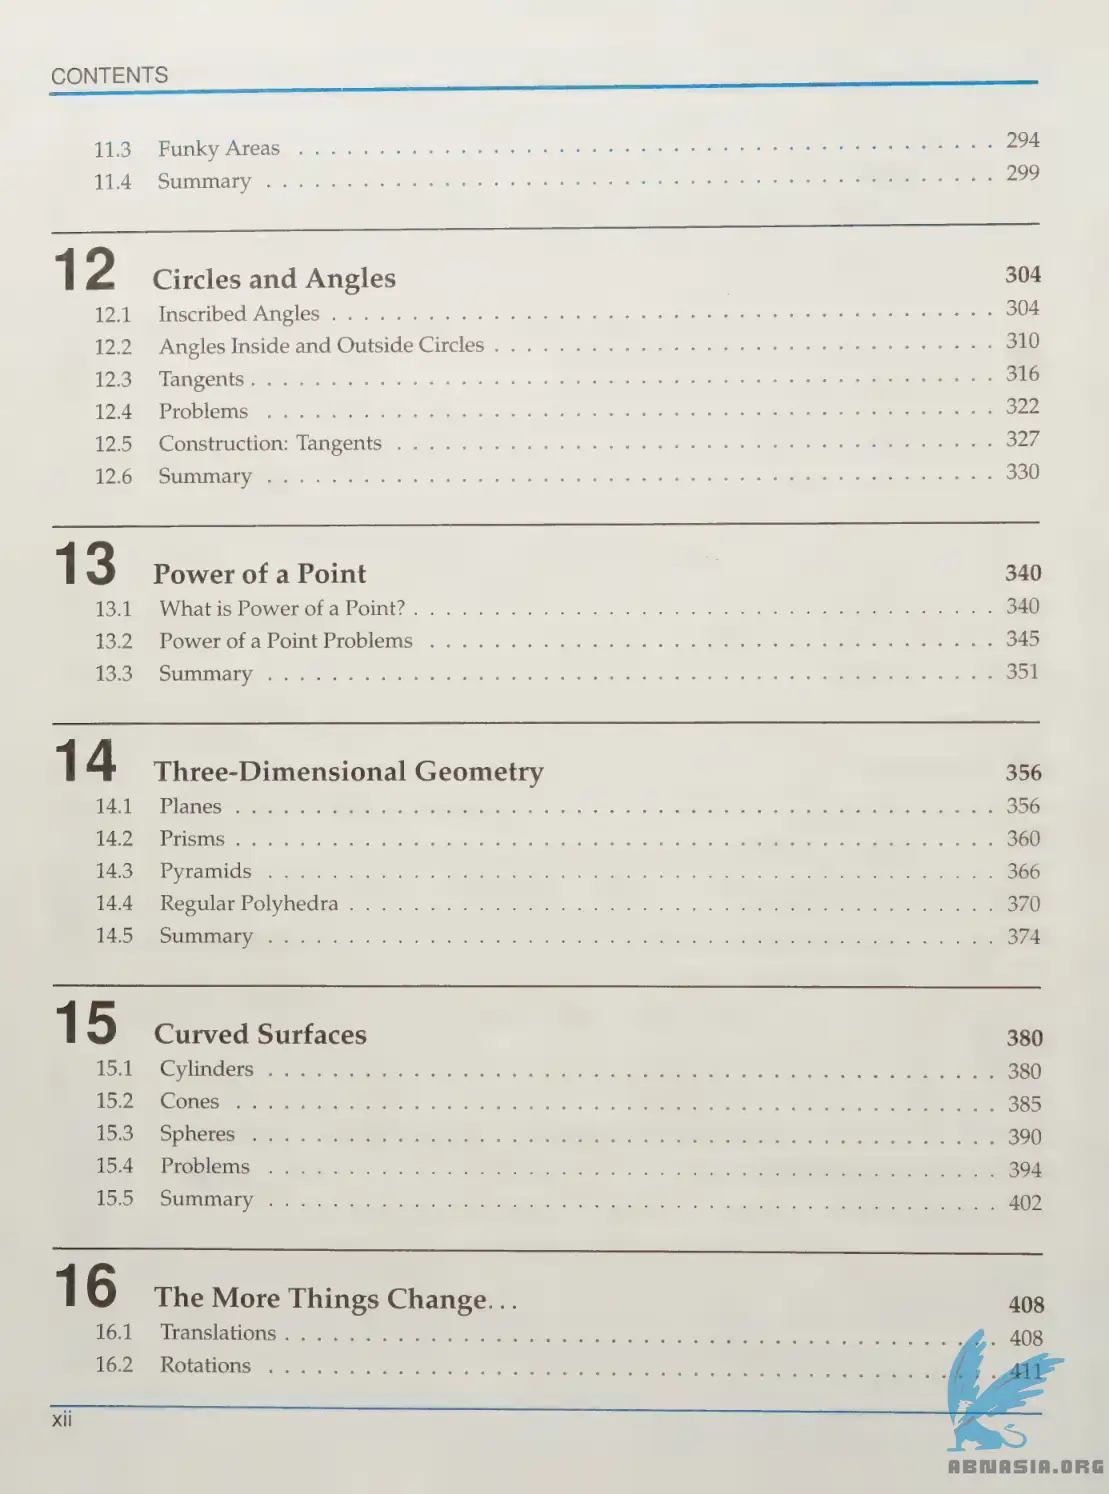 CONTENTS
11.3 Funky Areas . . . . . . . . . . 294
11.4 Summary . . . . . . . . . . 299
12 Circles and Angles 304
12.1 Inscribed Angles . . . . . . . . . . 304
12.2 Angles Inside and Outside Circles . . . . . . . . . . 310
12.3 Tangents . . . . . . . . . . 316
12.4 Problems . . . . . . . . . . 322
12.5 Construction: Tangents . . . . . . . . . . 327
12.6 Summary . . . . . . . . . . 330
13 Power of a Point 340
13.1 What is Power of a Point? . . . . . . . . . . 340
13.2 Power of a Point Problems . . . . . . . . . . 345
13.3 Summary . . . . . . . . . . 351
14 Three-Dimensional Geometry 356
14.1 Planes . . . . . . . . . . 356
14.2 Prisms . . . . . . . . . . 360
14.3 Pyramids . . . . . . . . . . 366
14.4 Regular Polyhedra . . . . . . . . . . 370
14.5 Summary . . . . . . . . . . 374
15 Curved Surfaces 380
15.1 Cylinders . . . . . . . . . . 380
15.2 Cones . . . . . . . . . . 385
15.3 Spheres . . . . . . . . . . 390
15.4 Problems . . . . . . . . . . 394
15.5 Summary . . . . . . . . . . 402
16 The More Things Change... 408
16.1 Translations . . . . . . . . . . 408
16.2 Rotations . . . . . . . . . . 411
xii
ABNASIA.ORG